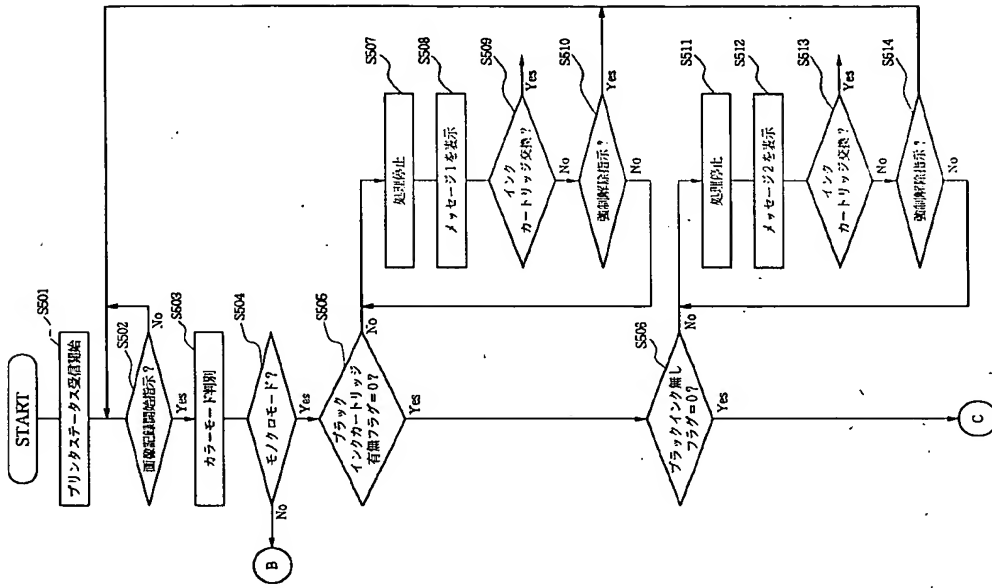 START
S501
プリンタステータス受信開始
S502
画像記録開始指示?
No
Yes
S503
カラーモード判別
S504
モノクロモード?
No
B
Yes
S505
ブラック
インクカートリッジ
有無フラグ=0?
No
Yes
S507
処理停止
S508
メッセージ1を表示
S509
インク
カートリッジ交換?
Yes
No
S510
強制解除指示?
Yes
No
S506
ブラックインク無し
フラグ=0?
No
Yes
C
S511
処理停止
S512
メッセージ2を表示
S513
インク
カートリッジ交換?
Yes
No
S514
強制解除指示?
No